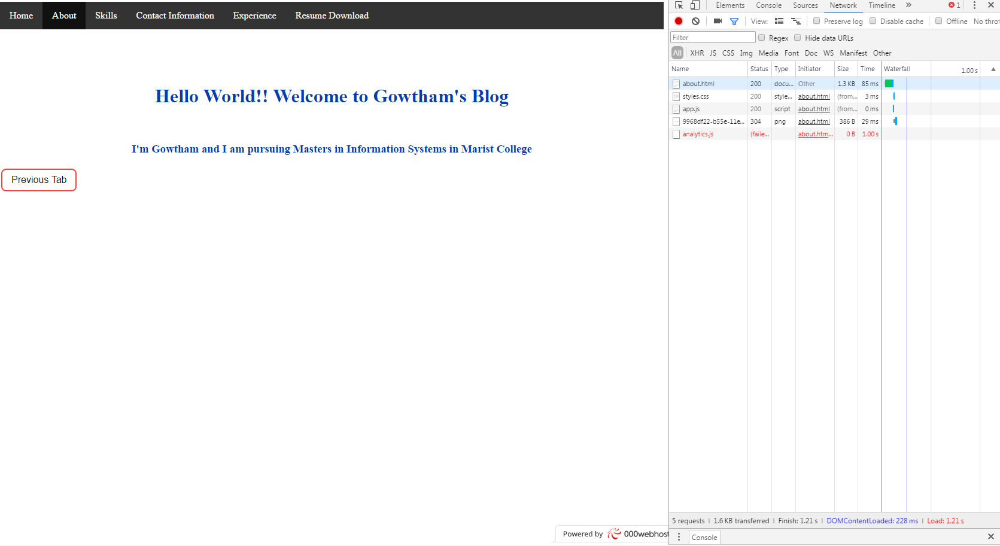 Home About Skills Contact Information Experience Resume Download
Hello World!! Welcome to Gowtham's Blog
I'm Gowtham and I am pursuing Masters in Information Systems in Marist College
Previous Tab
Powered by 000webhost
Elements Console Sources Network Timeline » 1
View: Preserve log Disable cache Offline No throt
Filter Regex Hide data URLs
All XHR JS CSS Img Media Font Doc WS Manifest Other
Name Status Type Initiator Size Time Waterfall 1.00 s
about.html 200 docu... Other 1.3 KB 85 ms
styles.css 200 style... about.html (from... 3 ms
app.js 200 script about.html (from... 0 ms
9968df22-b55e-11e... 304 png about.html 386 B 29 ms
analytics.js (faile... about.htm... 0 B 1.00 s
5 requests | 1.6 KB transferred | Finish: 1.21 s | DOMContentLoaded: 228 ms | Load: 1.21 s
Console